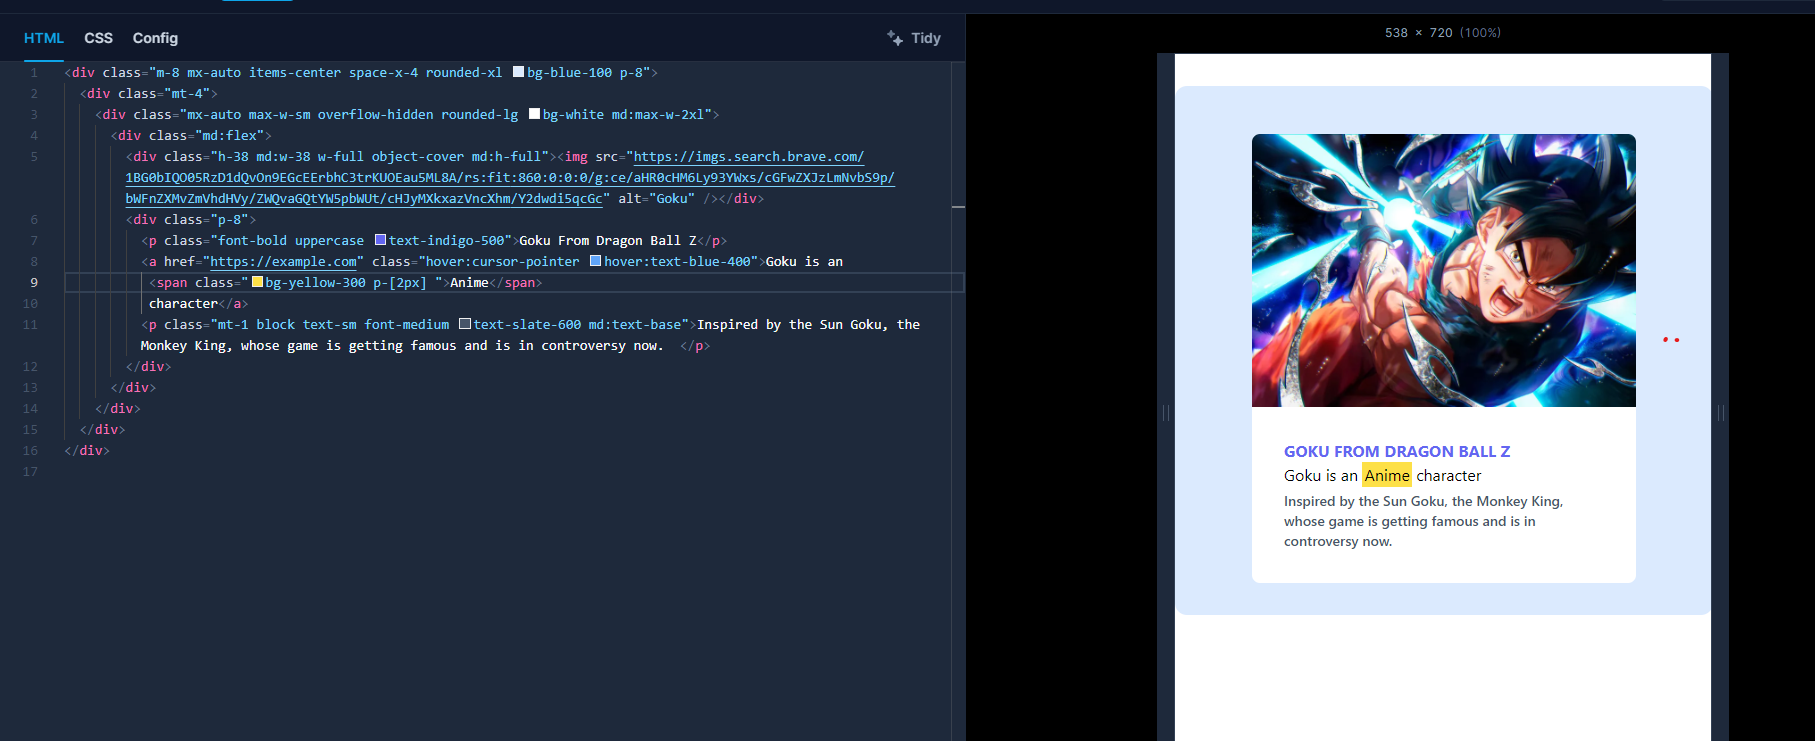 HTML CSS Config Tidy
1 <div class="m-8 mx-auto items-center space-x-4 rounded-xl bg-blue-100 p-8">
2 <div class="mt-4">
3 <div class="mx-auto max-w-sm overflow-hidden rounded-lg bg-white md:max-w-2xl">
4 <div class="md:flex">
5 <div class="h-38 md:w-38 w-full object-cover md:h-full"><img src="https://imgs.search.brave.com/
1BG0bIQO05RzD1dQvOn9EGcEErbhC3trKUOEau5ML8A/rs:fit:860:0:0:0/g:ce/aHR0cHM6Ly93YWxs/cGFwZXJzLmNvbS9p/
bWFnZXMvZmVhdHVy/ZWQvaGQtYW5pbWUt/cHJyMXkxazVncXhm/Y2dwdi5qcGc" alt="Goku" /></div>
6 <div class="p-8">
7 <p class="font-bold uppercase text-indigo-500">Goku From Dragon Ball Z</p>
8 <a href="https://example.com" class="hover:cursor-pointer hover:text-blue-400">Goku is an
9 <span class=" bg-yellow-300 p-[2px] ">Anime</span>
10 character</a>
11 <p class="mt-1 block text-sm font-medium text-slate-600 md:text-base">Inspired by the Sun Goku, the
Monkey King, whose game is getting famous and is in controversy now.  </p>
12 </div>
13 </div>
14 </div>
15 </div>
16 </div>
17
538 × 720 (100%)
GOKU FROM DRAGON BALL Z
Goku is an Anime character
Inspired by the Sun Goku, the Monkey King,
whose game is getting famous and is in
controversy now.